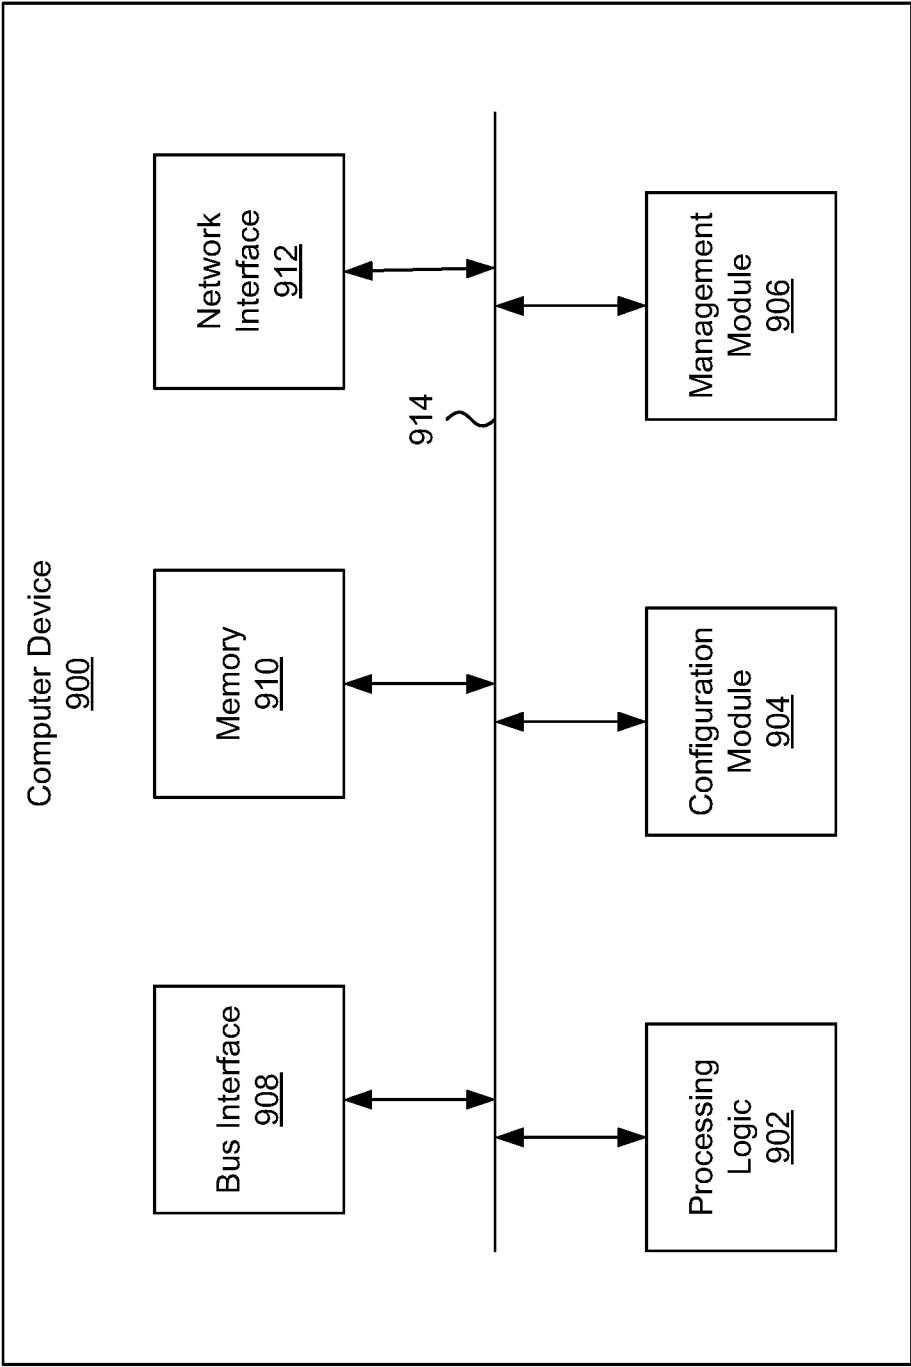 Computer Device
900
Bus Interface
908
Memory
910
Network
Interface
912
914
Processing
Logic
902
Configuration
Module
904
Management
Module
906